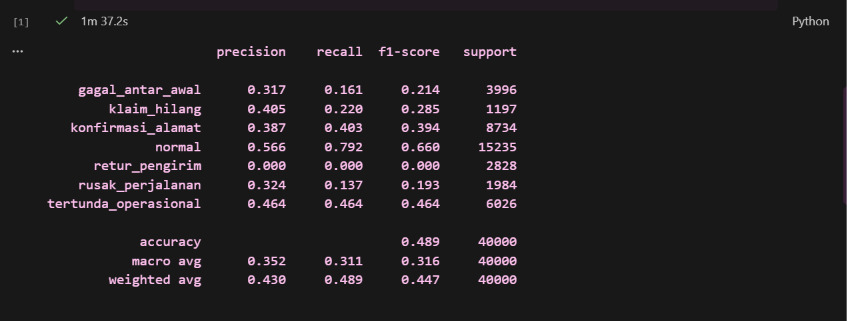 [1] ✓ 1m 37.2s Python
...
precision recall f1-score support
gagal_antar_awal 0.317 0.161 0.214 3996
klaim_hilang 0.405 0.220 0.285 1197
konfirmasi_alamat 0.387 0.403 0.394 8734
normal 0.566 0.792 0.660 15235
retur_pengirim 0.000 0.000 0.000 2828
rusak_perjalanan 0.324 0.137 0.193 1984
tertunda_operasional 0.464 0.464 0.464 6026
accuracy 0.489 40000
macro avg 0.352 0.311 0.316 40000
weighted avg 0.430 0.489 0.447 40000